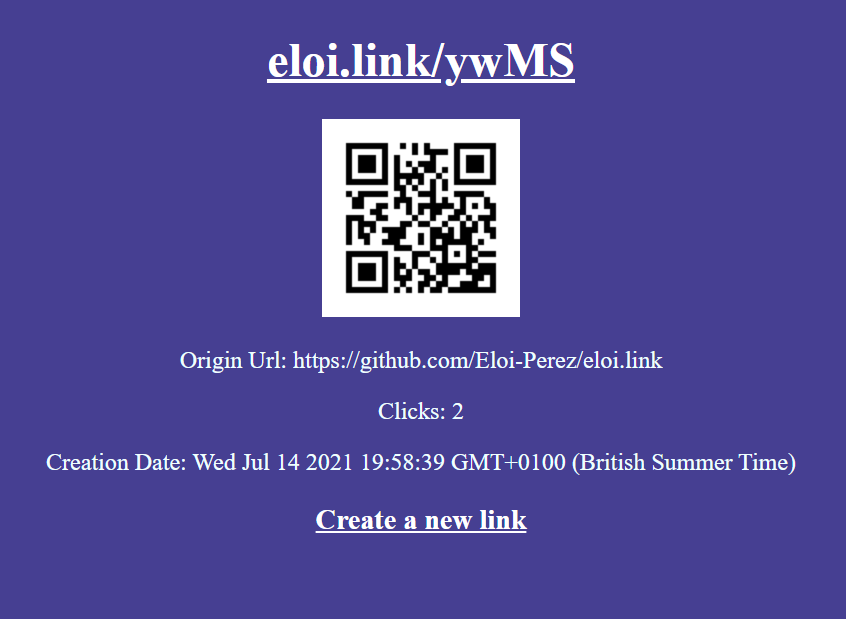 eloi.link/ywMS
Origin Url: https://github.com/Eloi-Perez/eloi.link
Clicks: 2
Creation Date: Wed Jul 14 2021 19:58:39 GMT+0100 (British Summer Time)
Create a new link